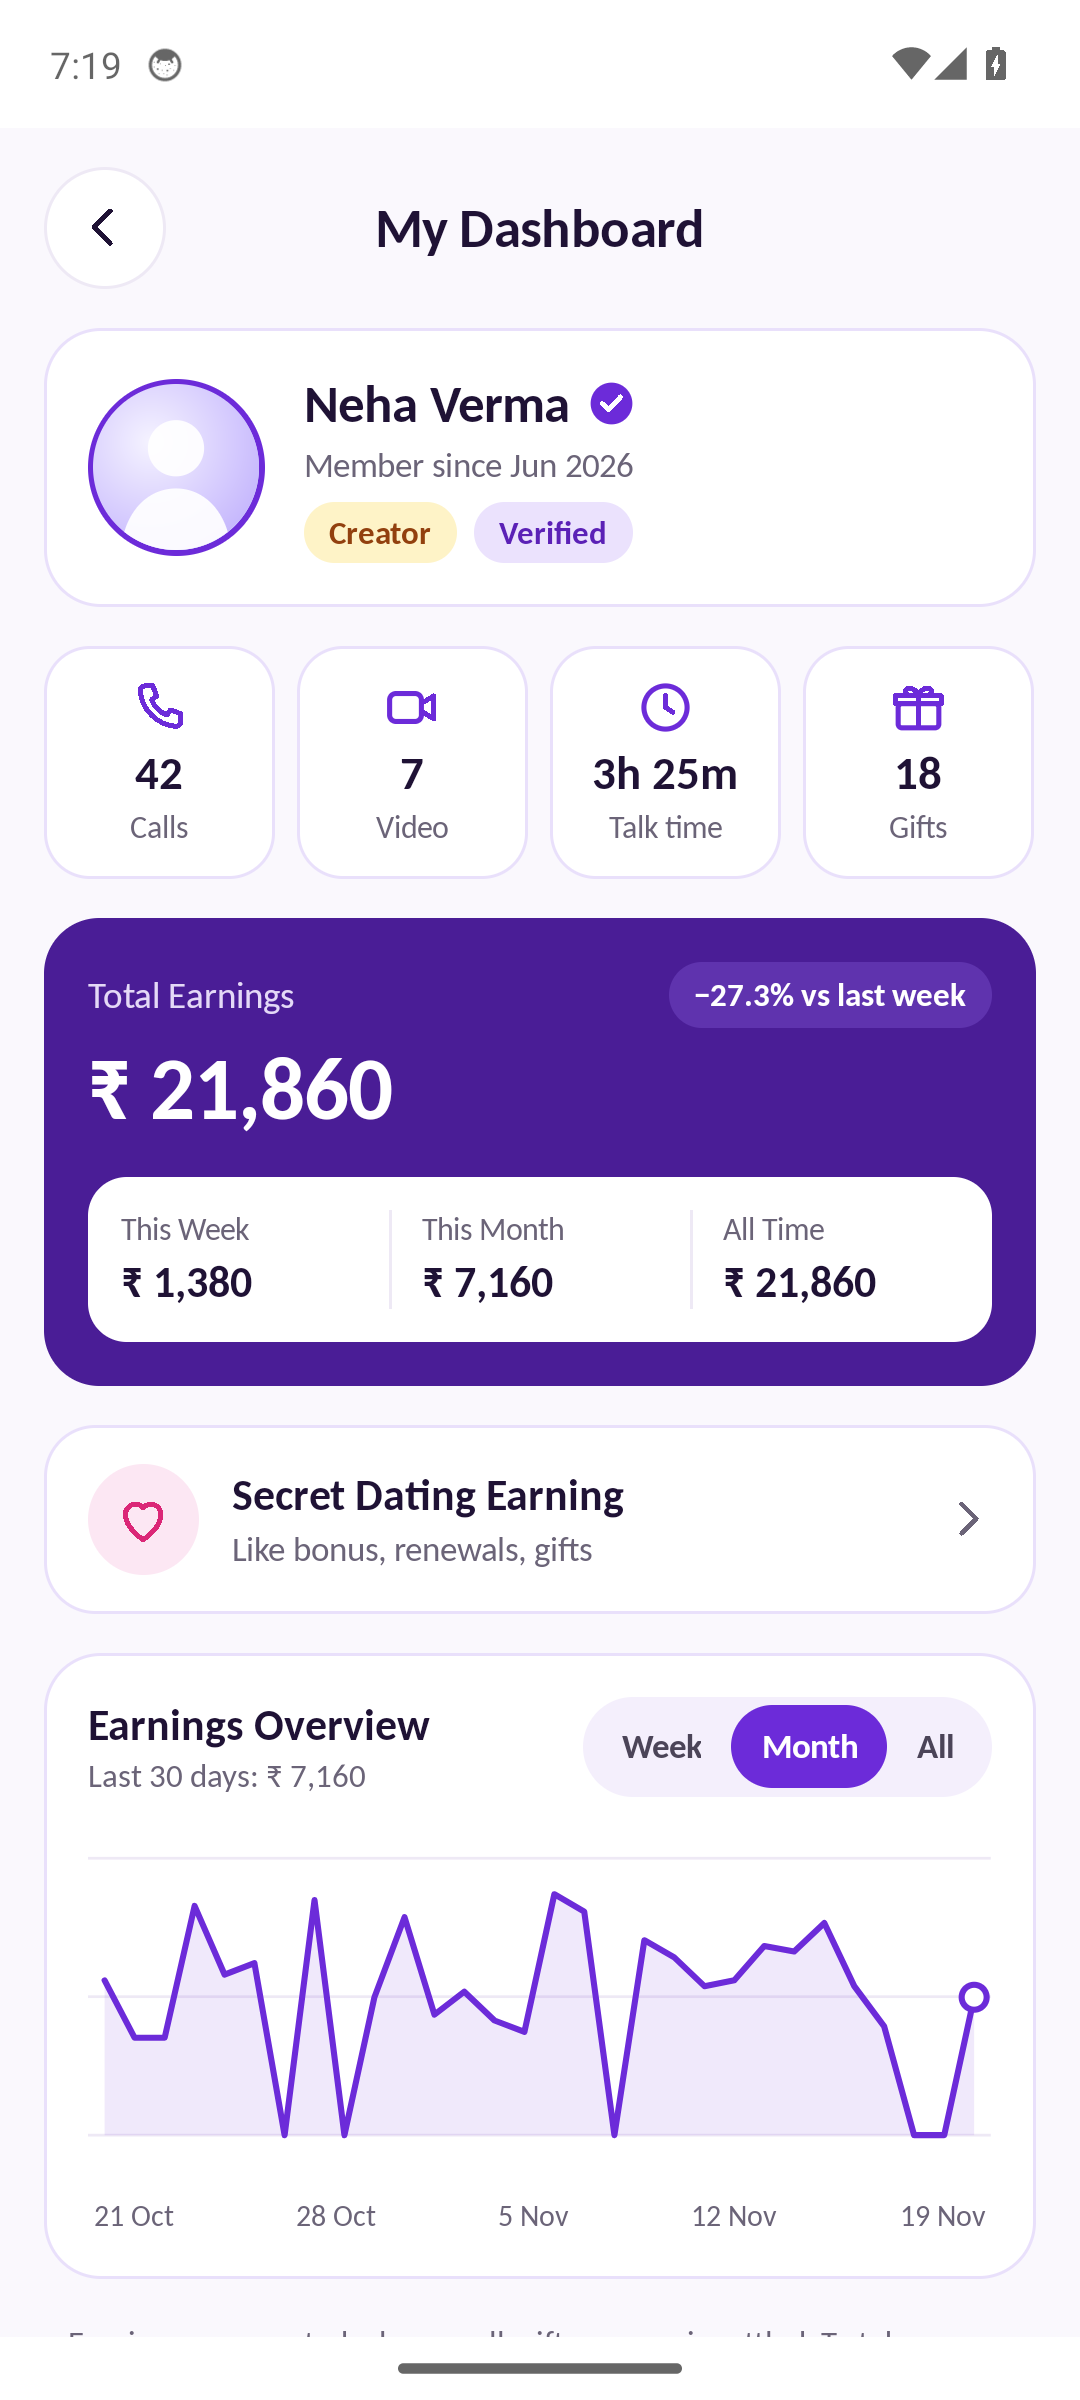 7:19
My Dashboard
Neha Verma
Member since Jun 2026
Creator Verified
42 7 3h 25m 18
Calls Video Talk time Gifts
Total Earnings −27.3% vs last week
₹ 21,860
This Week This Month All Time
₹ 1,380 ₹ 7,160 ₹ 21,860
Secret Dating Earning
Like bonus, renewals, gifts
Earnings Overview
Last 30 days: ₹ 7,160
Week Month All
21 Oct 28 Oct 5 Nov 12 Nov 19 Nov